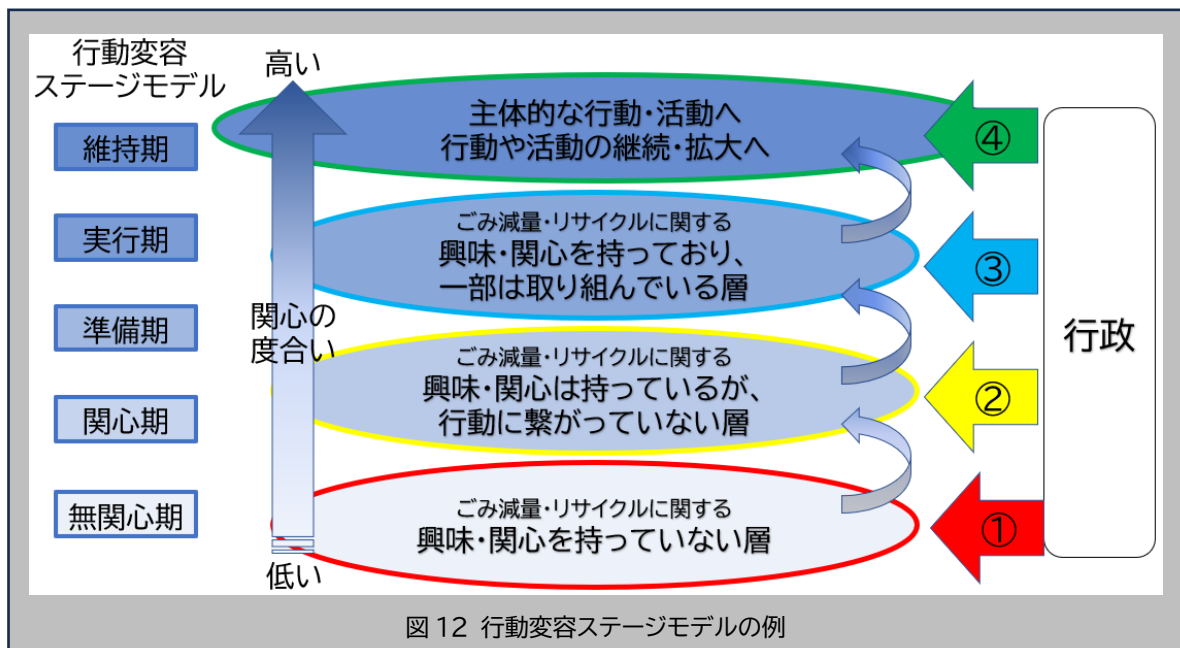 行動変容
ステージモデル
高い
維持期
実行期
準備期
関心期
無関心期
関心の
度合い
低い
主体的な行動・活動へ
行動や活動の継続・拡大へ
ごみ減量・リサイクルに関する
興味・関心を持っており、
一部は取り組んでいる層
ごみ減量・リサイクルに関する
興味・関心は持っているが、
行動に繋がっていない層
ごみ減量・リサイクルに関する
興味・関心を持っていない層
④
③
②
①
行政
図12 行動変容ステージモデルの例